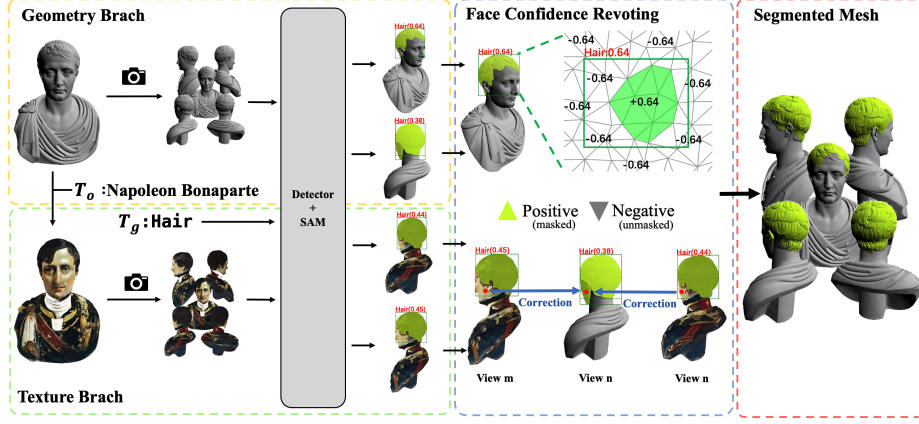 Geometry Brach
Face Confidence Revoting
Segmented Mesh
Hair(0.64)
Hair(0.64)
-0.64
-0.64
Hair:0.64
-0.64
-0.64
-0.64
+0.64
-0.64
-0.64
-0.64
-0.64
Hair(0.38)
T_o :Napoleon Bonaparte
Detector
+
SAM
T_g:Hair
Positive
(masked)
Negative
(unmasked)
Hair(0.44)
Hair(0.45)
Hair(0.38)
Hair(0.44)
Correction
Correction
Hair(0.45)
View m
View n
View n
Texture Brach